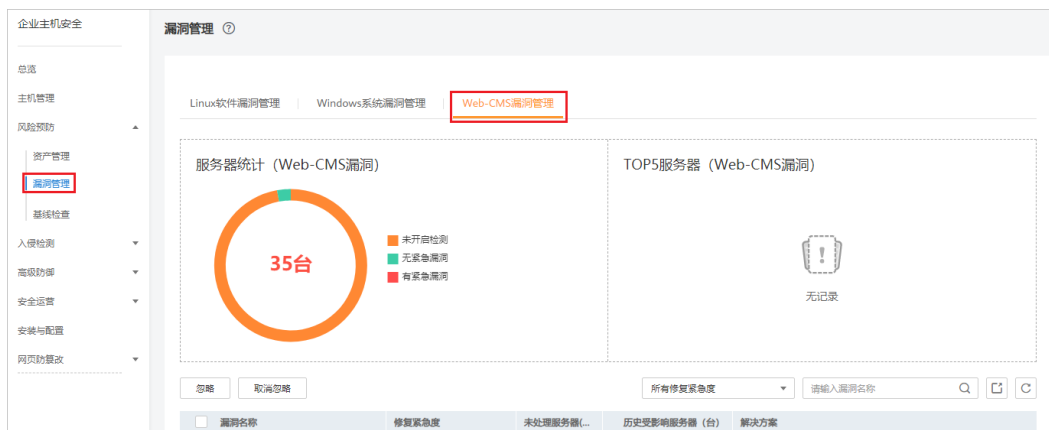 企业主机安全
漏洞管理 ?
总览
主机管理
风险预防
资产管理
漏洞管理
基线检查
入侵检测
高级防御
安全运营
安装与配置
网页防篡改
Linux软件漏洞管理 Windows系统漏洞管理 Web-CMS漏洞管理
服务器统计（Web-CMS漏洞）
35台
未开启检测
无紧急漏洞
有紧急漏洞
TOP5服务器（Web-CMS漏洞）
无记录
忽略 取消忽略 所有修复紧急度 请输入漏洞名称
漏洞名称 修复紧急度 未处理服务器(... 历史受影响服务器（台） 解决方案